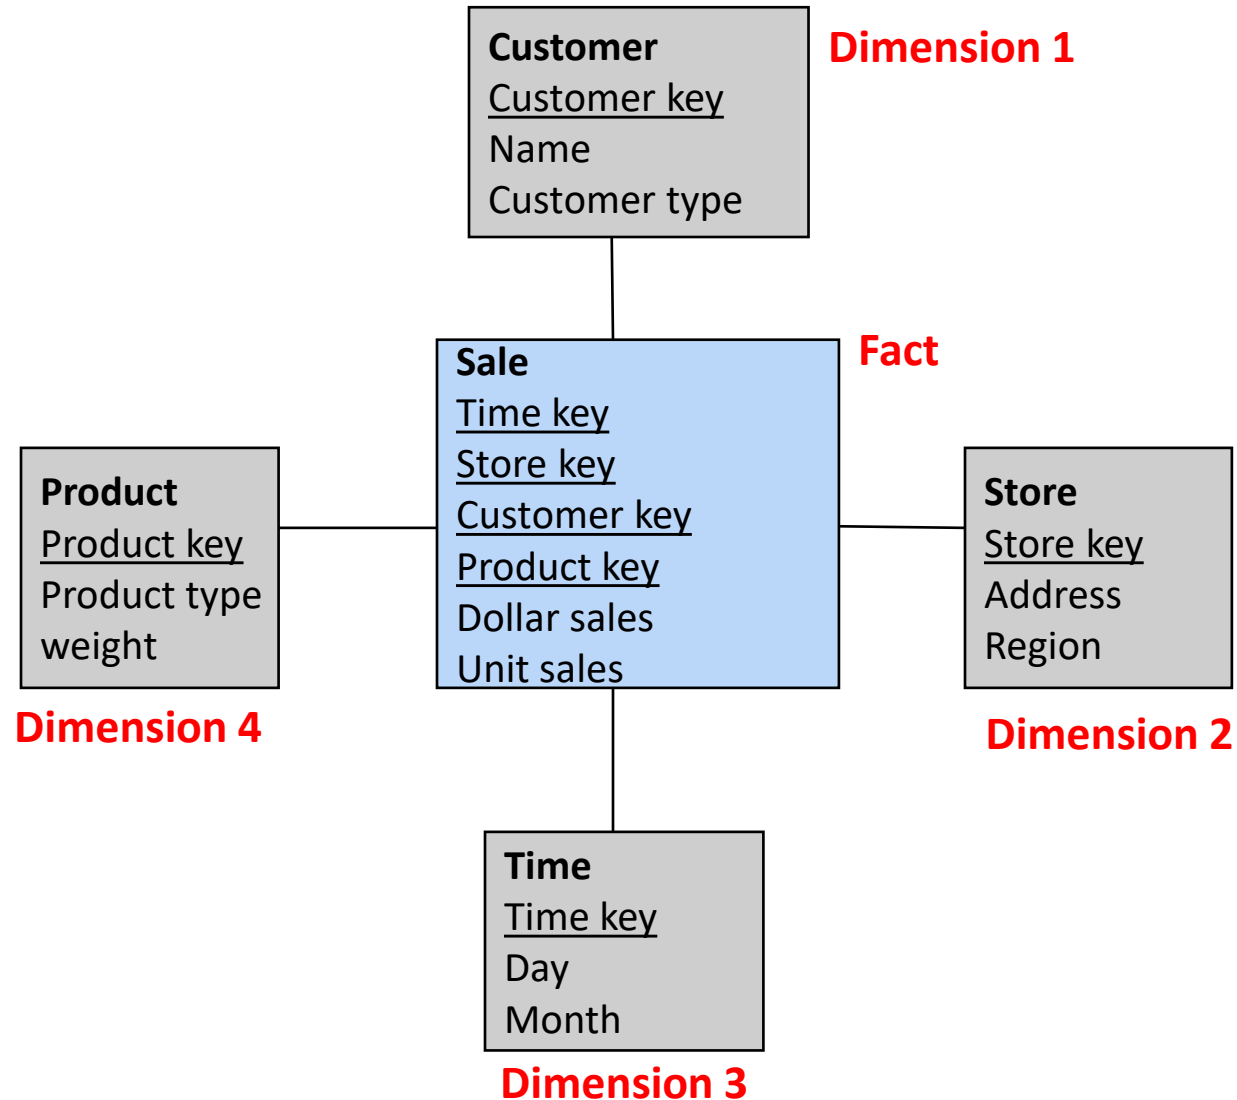 Customer
Customer key
Name
Customer type
Dimension 1
Sale
Time key
Store key
Customer key
Product key
Dollar sales
Unit sales
Fact
Product
Product key
Product type
weight
Dimension 4
Store
Store key
Address
Region
Dimension 2
Time
Time key
Day
Month
Dimension 3